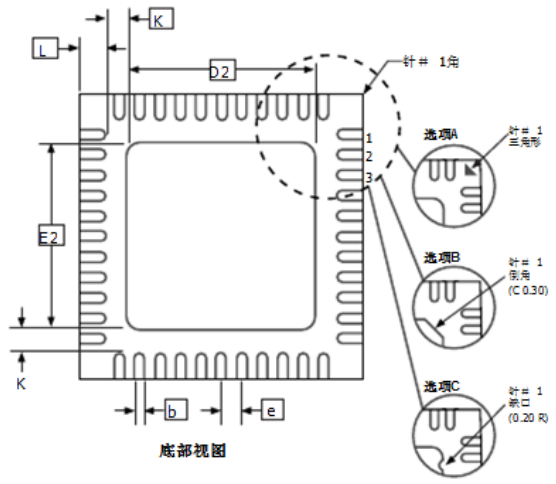 K
L
D2
针# 1角
1
2
3
E2
K
b
e
底部视图
选项A
针# 1
三角形
选项B
针# 1
倒角
(C 0.30)
选项C
针# 1
缺口
(0.20 R)